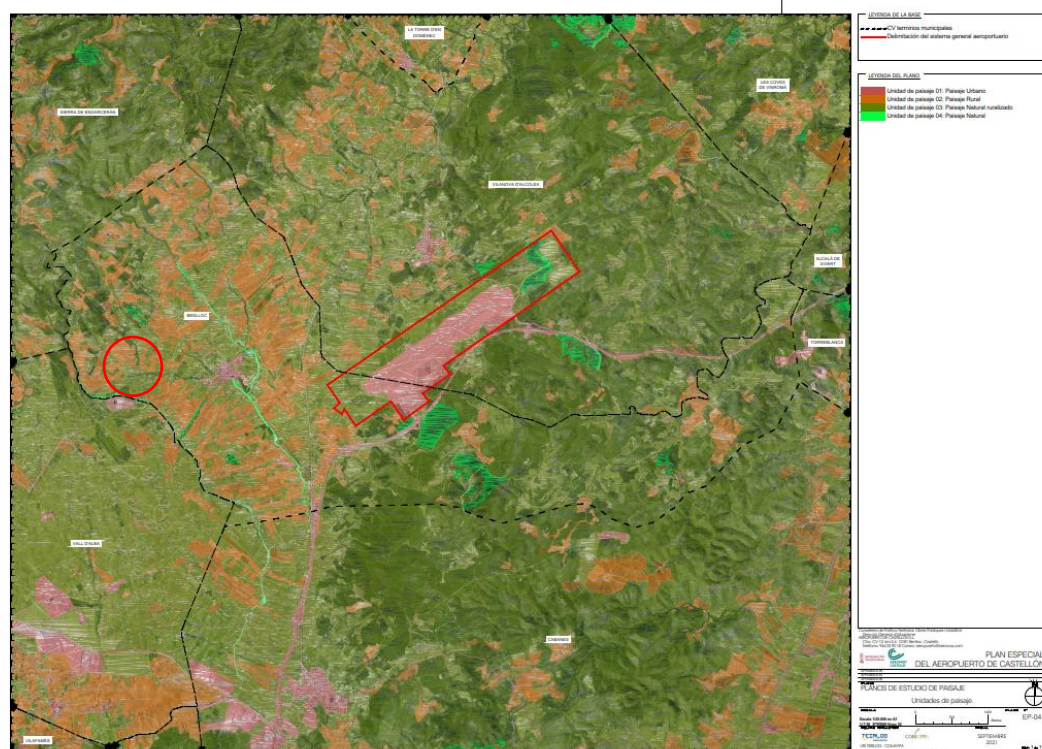 LA TORRE D'EN
DOMÈNEC
LES COVES
DE VINROMÀ
SIERRA DE ENGARCERAN
VILANOVA D'ALCOLEA
ALCALÀ DE
XIVERT
BENLLOC
TORREBLANCA
VALL D'ALBA
CABANES
VILAFAMÉS
LEYENDA DE LA BASE
CV terminos municipales
Delimitación del sistema general aeroportuario
LEYENDA DEL PLANO
Unidad de paisaje 01: Paisaje Urbano
Unidad de paisaje 02: Paisaje Rural
Unidad de paisaje 03: Paisaje Natural ruralizado
Unidad de paisaje 04: Paisaje Natural
PLAN ESPECIAL
DEL AEROPUERTO DE CASTELLÓN
PLANOS DE ESTUDIO DE PAISAJE
Unidades de paisaje.
EP-04
SEPTIEMBRE
2021